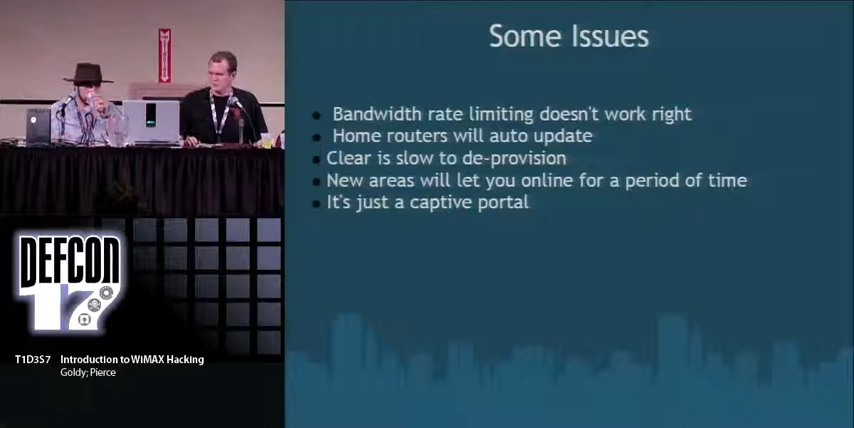 Some Issues
Bandwidth rate limiting doesn't work right
Home routers will auto update
Clear is slow to de-provision
New areas will let you online for a period of time
It's just a captive portal
DEFCON
17
T1D3S7 Introduction to WiMAX Hacking
Goldy; Pierce